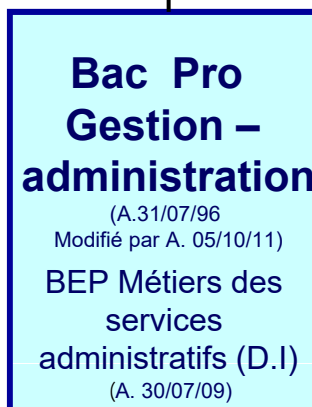 Bac Pro
Gestion –
administration
(A.31/07/96
Modifié par A. 05/10/11)
BEP Métiers des
services
administratifs (D.I)
(A. 30/07/09)